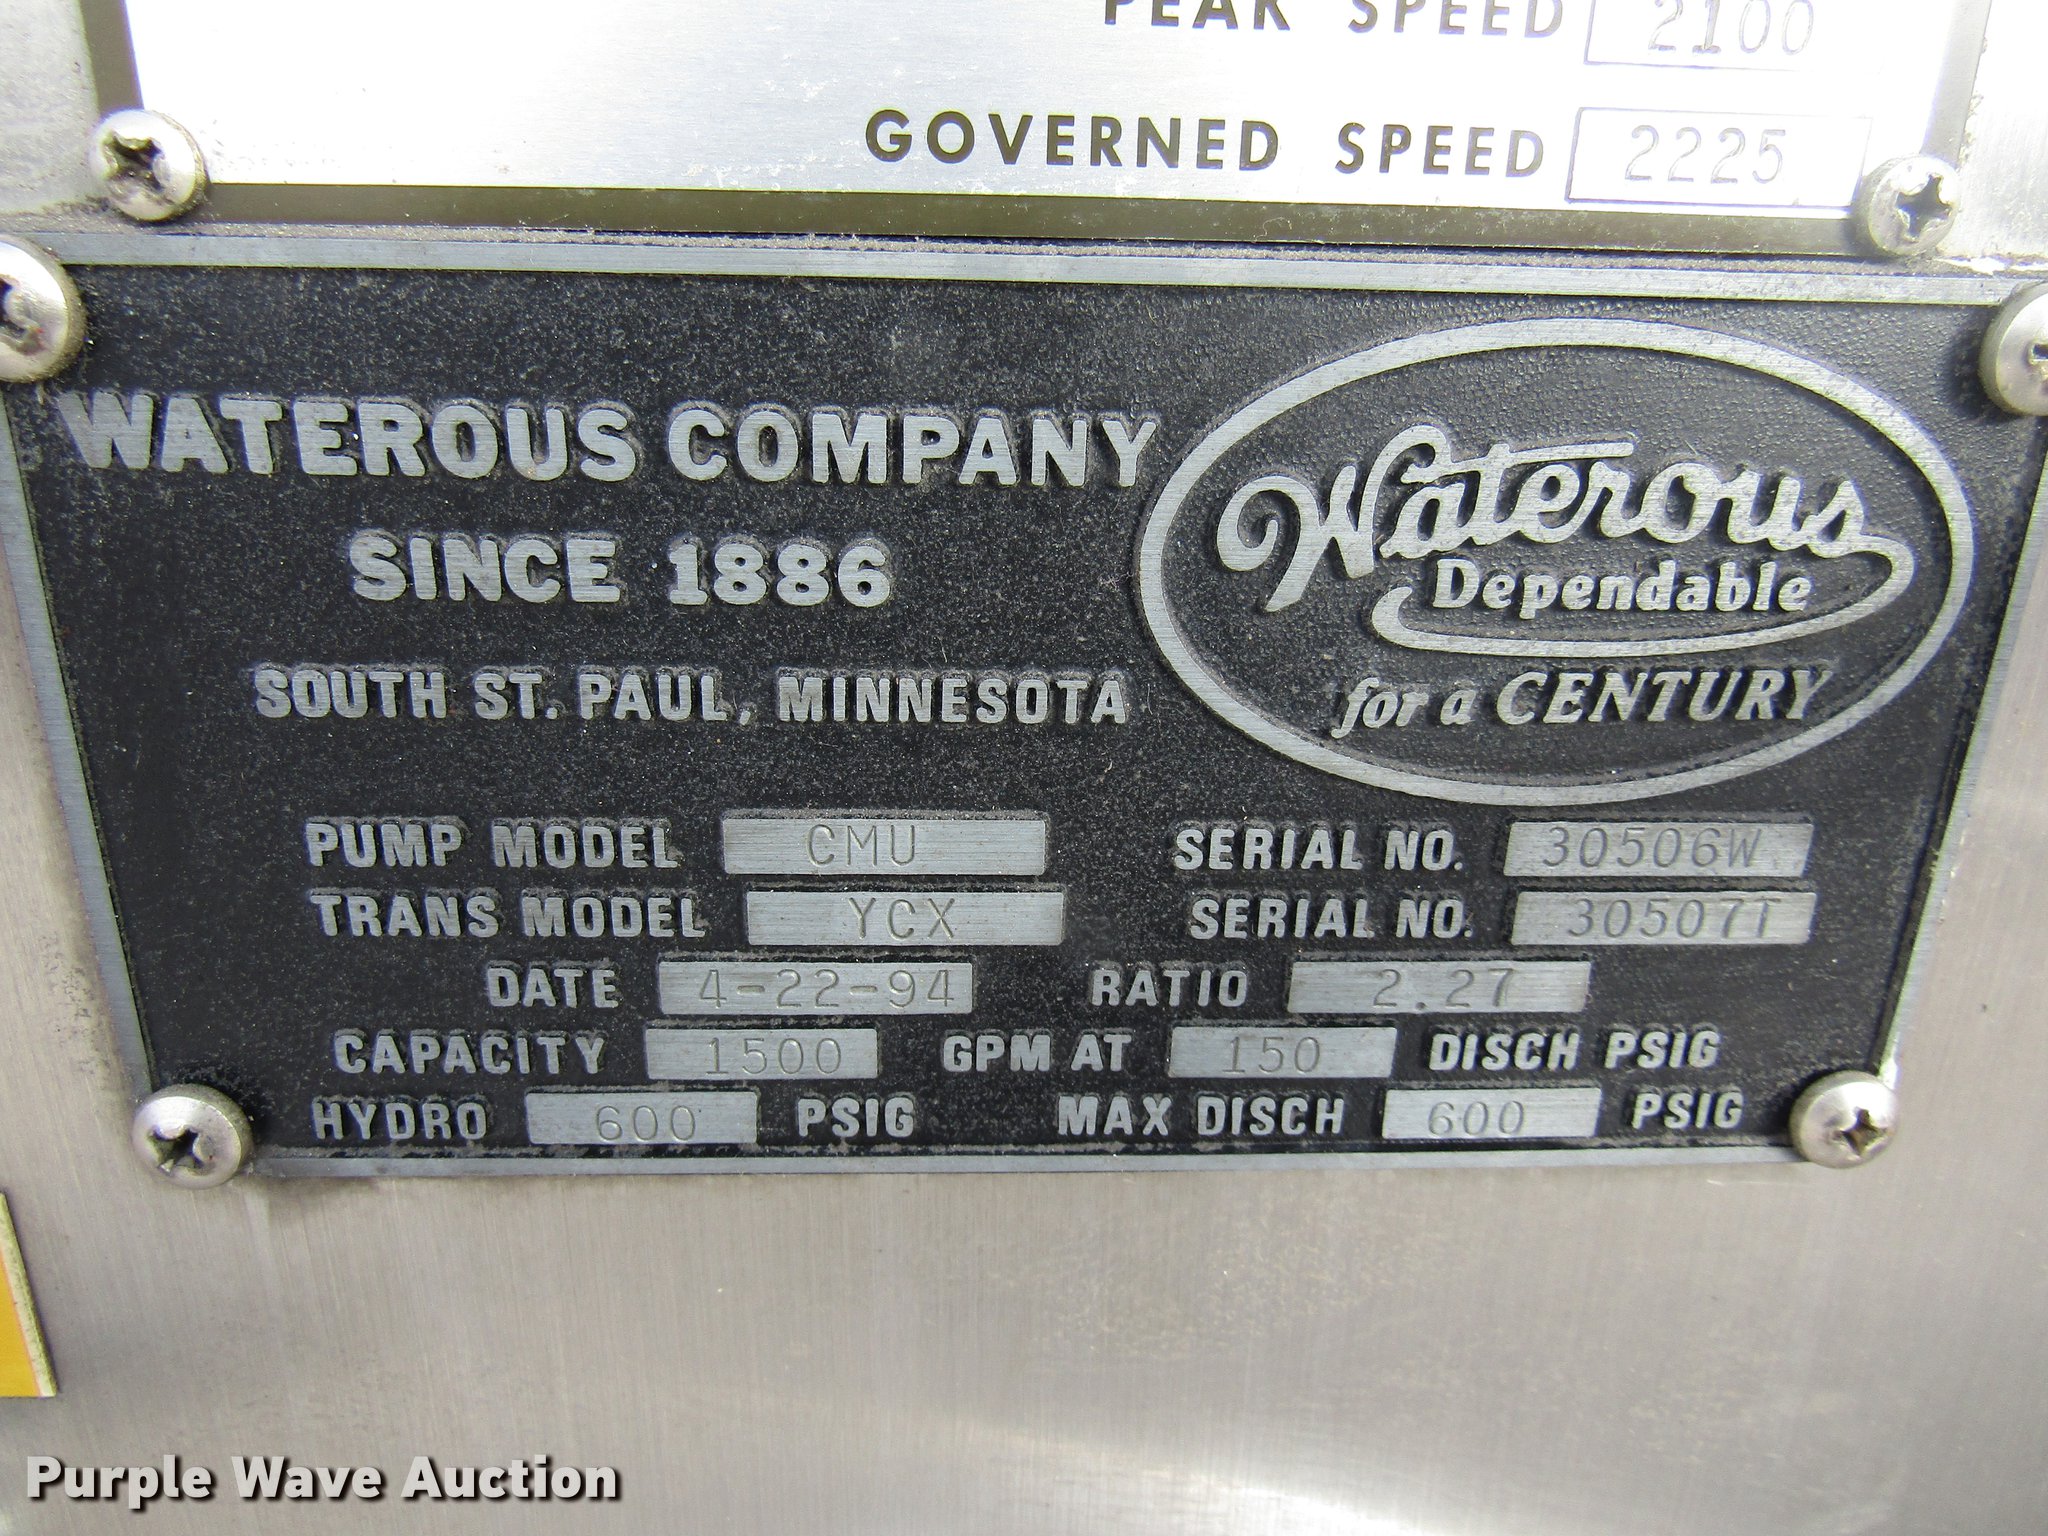 PEAK SPEED 2100
GOVERNED SPEED 2225
WATEROUS COMPANY
SINCE 1886
SOUTH ST. PAUL, MINNESOTA
Waterous
Dependable
for a CENTURY
PUMP MODEL CMU SERIAL NO. 30506W
TRANS MODEL YCX SERIAL NO. 30507T
DATE 4-22-94 RATIO 2.27
CAPACITY 1500 GPM AT 150 DISCH PSIG
HYDRO 600 PSIG MAX DISCH 600 PSIG
Purple Wave Auction